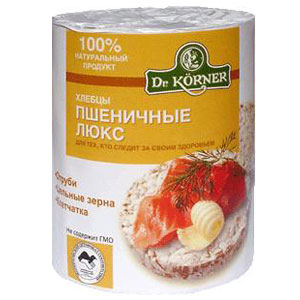 100%
НАТУРАЛЬНЫЙ
ПРОДУКТ
Dr. KÖRNER
ХЛЕБЦЫ
ПШЕНИЧНЫЕ
ЛЮКС
ДЛЯ ТЕХ, КТО СЛЕДИТ ЗА СВОИМ ЗДОРОВЬЕМ
Отруби
Цельные зерна
Клетчатка
не содержит ГМО